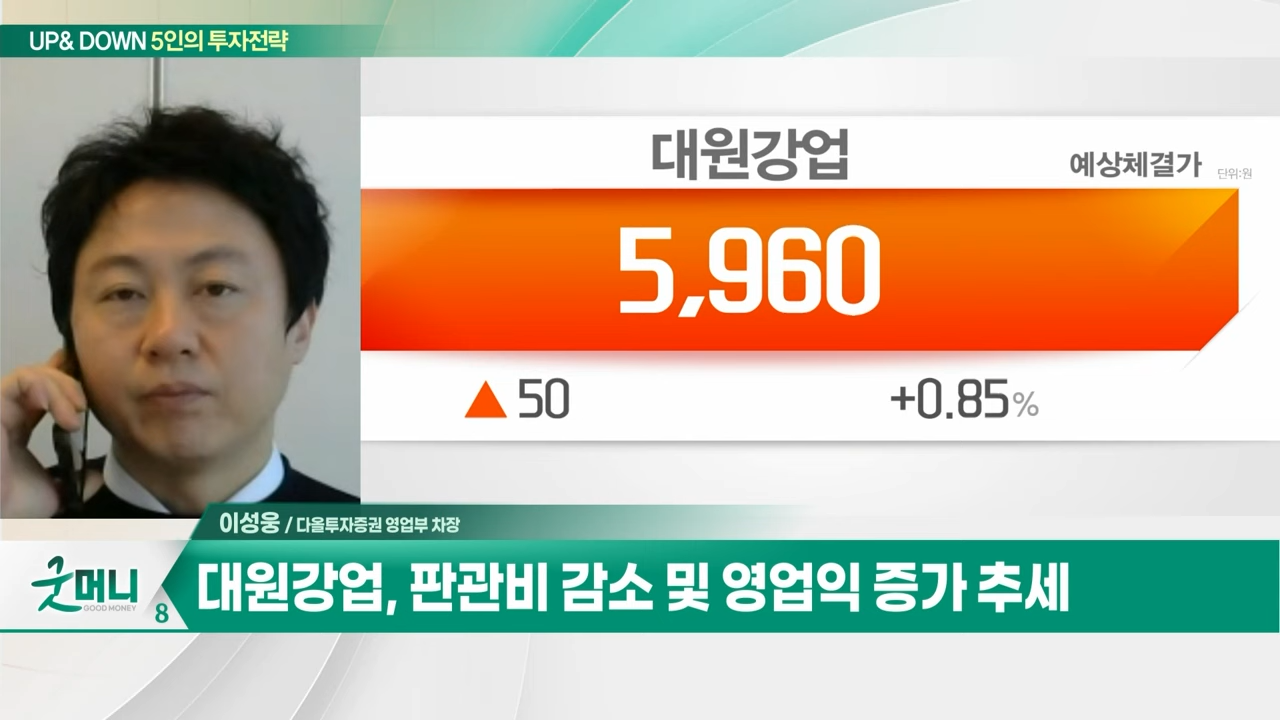 UP& DOWN 5인의 투자전략
대원강업
예상체결가 단위:원
5,960
▲ 50 +0.85%
이성웅 / 다올투자증권 영업부 차장
굿머니
GOOD MONEY
8
대원강업, 판관비 감소 및 영업익 증가 추세